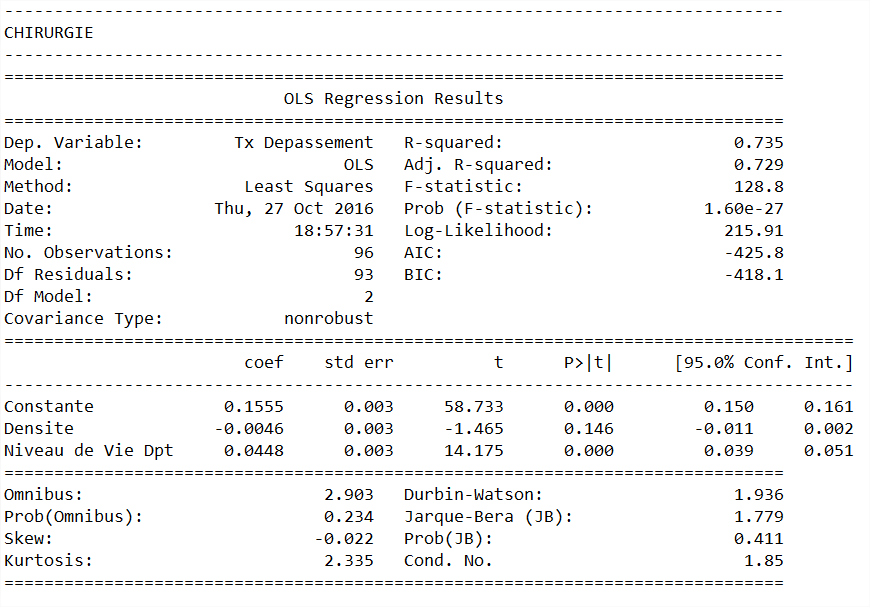 ------------------------------------------------------------------------------
CHIRURGIE
------------------------------------------------------------------------------
==============================================================================
                            OLS Regression Results
==============================================================================
Dep. Variable:         Tx Depassement   R-squared:                       0.735
Model:                            OLS   Adj. R-squared:                  0.729
Method:                 Least Squares   F-statistic:                     128.8
Date:                Thu, 27 Oct 2016   Prob (F-statistic):           1.60e-27
Time:                        18:57:31   Log-Likelihood:                 215.91
No. Observations:                  96   AIC:                            -425.8
Df Residuals:                      93   BIC:                            -418.1
Df Model:                           2
Covariance Type:            nonrobust
=====================================================================================
                        coef    std err          t      P>|t|      [95.0% Conf. Int.]
-------------------------------------------------------------------------------------
Constante             0.1555      0.003     58.733      0.000         0.150     0.161
Densite              -0.0046      0.003     -1.465      0.146        -0.011     0.002
Niveau de Vie Dpt     0.0448      0.003     14.175      0.000         0.039     0.051
==============================================================================
Omnibus:                        2.903   Durbin-Watson:                   1.936
Prob(Omnibus):                  0.234   Jarque-Bera (JB):                1.779
Skew:                          -0.022   Prob(JB):                        0.411
Kurtosis:                       2.335   Cond. No.                         1.85
==============================================================================